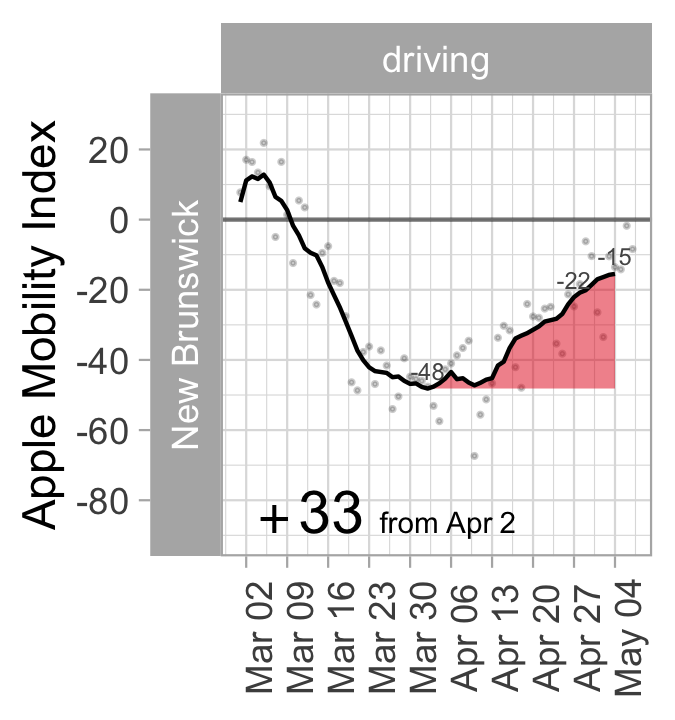 driving
Apple Mobility Index
New Brunswick
20
0
-20
-40
-60
-80
-15
-22
-48
+33 from Apr 2
Mar 02
Mar 09
Mar 16
Mar 23
Mar 30
Apr 06
Apr 13
Apr 20
Apr 27
May 04